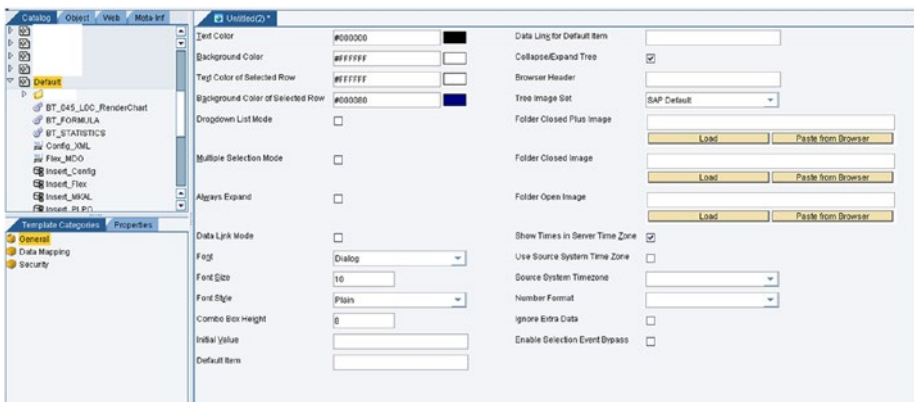 Catalog Object Web Meta-Inf
Default
BT_045_LOC_RenderChart
BT_FORMULA
BT_STATISTICS
Config_XML
Flex_MDO
Insert_Config
Insert_Flex
Insert_MKAL
Insert_PLPO
Template Categories Properties
General
Data Mapping
Security
Untitled(2) *
Text Color #000000
Background Color #FFFFFF
Text Color of Selected Row #FFFFFF
Background Color of Selected Row #000080
Dropdown List Mode
Multiple Selection Mode
Always Expand
Data Link Mode
Font Dialog
Font Size 10
Font Style Plain
Combo Box Height 8
Initial Value
Default Item
Data Link for Default Item
Collapse/Expand Tree
Browser Header
Tree Image Set SAP Default
Folder Closed Plus Image
Load Paste from Browser
Folder Closed Image
Load Paste from Browser
Folder Open Image
Load Paste from Browser
Show Times in Server Time Zone
Use Source System Time Zone
Source System Timezone
Number Format
Ignore Extra Data
Enable Selection Event Bypass